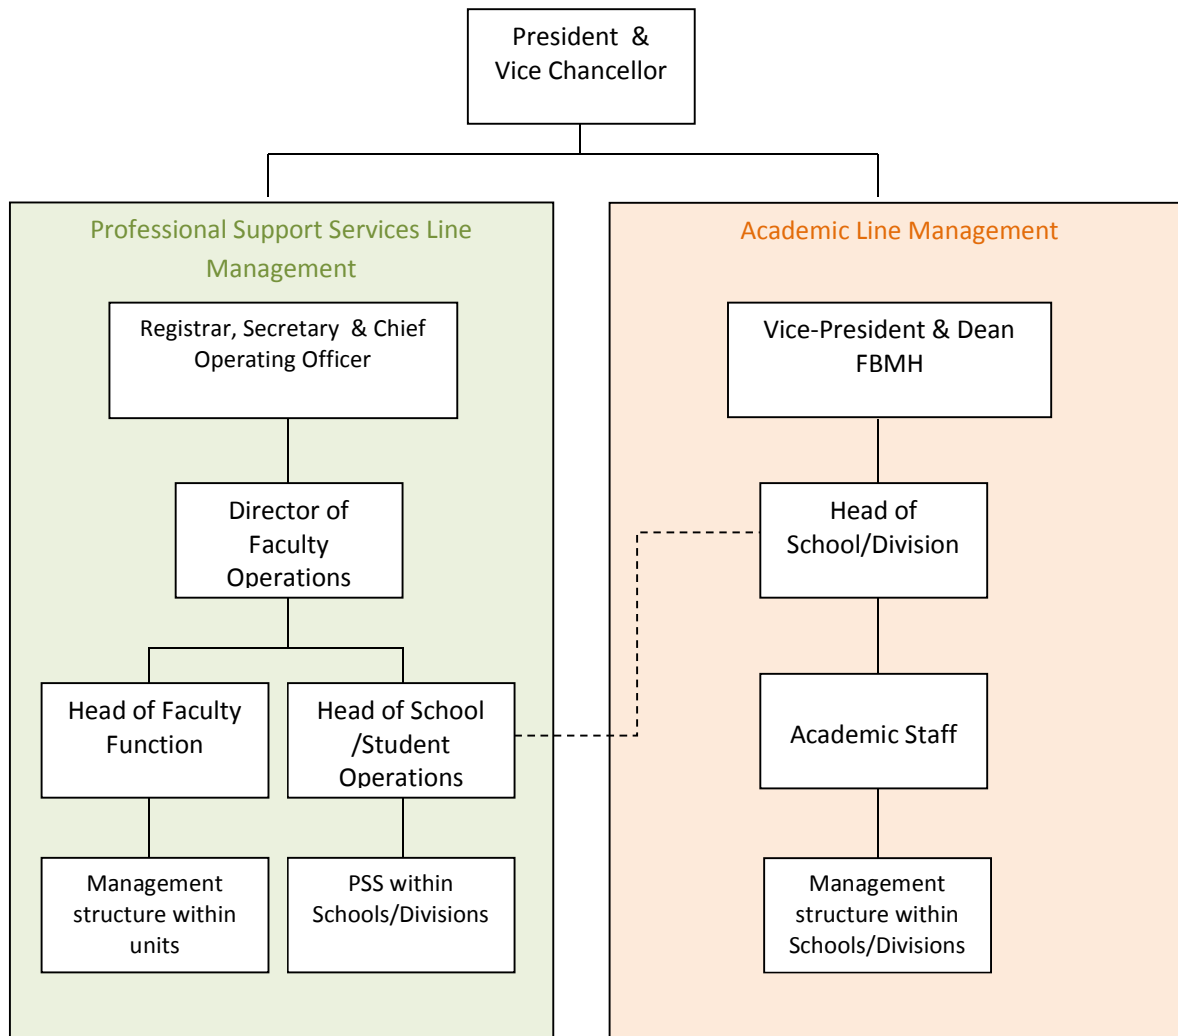 President &
Vice Chancellor
Professional Support Services Line
Management
Registrar, Secretary & Chief
Operating Officer
Director of
Faculty
Operations
Head of Faculty
Function
Head of School
/Student
Operations
Management
structure within
units
PSS within
Schools/Divisions
Academic Line Management
Vice-President & Dean
FBMH
Head of
School/Division
Academic Staff
Management
structure within
Schools/Divisions